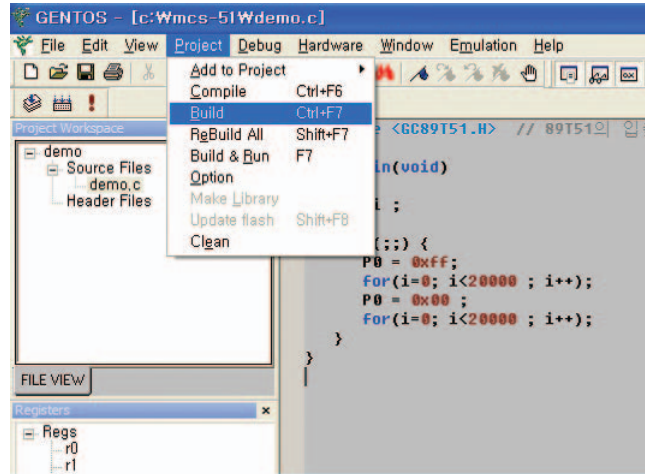 GENTOS - [c:₩mcs-51₩demo.c]
File Edit View Project Debug Hardware Window Emulation Help
Project Workspace
demo
Source Files
demo.c
Header Files
FILE VIEW
Registers
Regs
r0
r1
Add to Project
Compile Ctrl+F6
Build Ctrl+F7
ReBuild All Shift+F7
Build & Run F7
Option
Make Library
Update flash Shift+F8
Clean
e <GC89T51.H> // 89T51의
in(void)
i ;
(;;) {
P0 = 0xff;
for(i=0; i<20000 ; i++);
P0 = 0x00 ;
for(i=0; i<20000 ; i++);
}
}